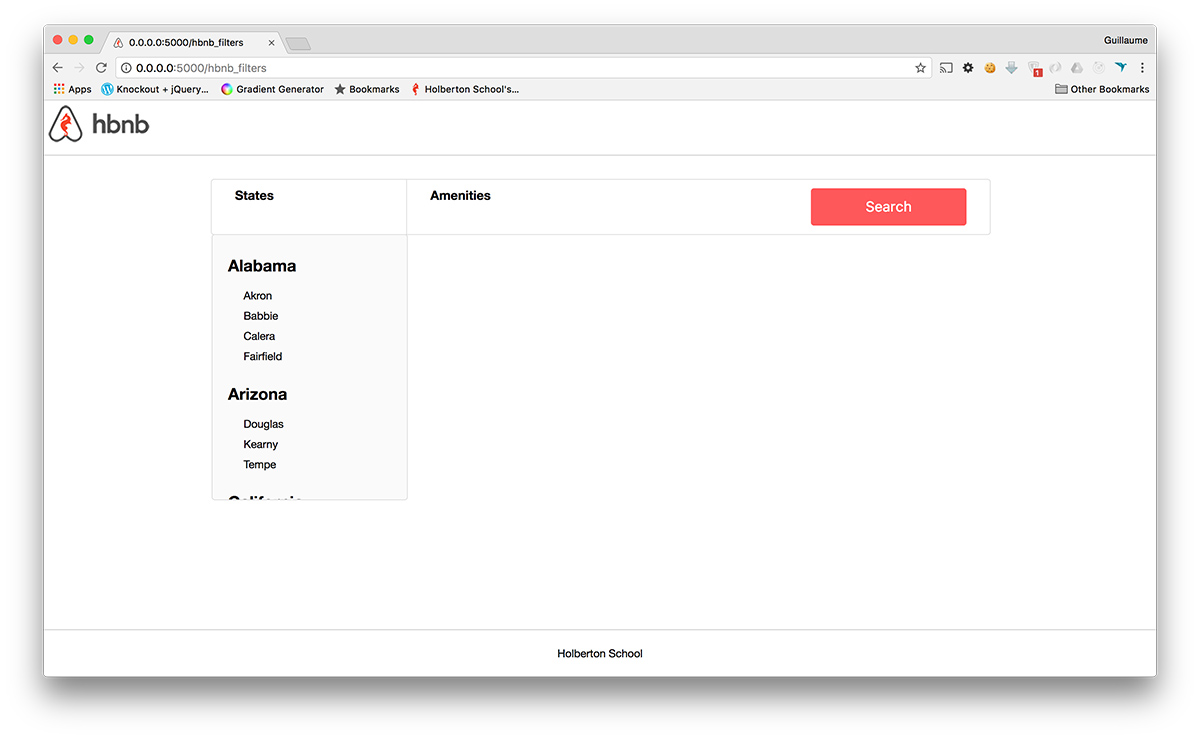 0.0.0.0:5000/hbnb_filters
Guillaume
0.0.0.0:5000/hbnb_filters
1
Apps Knockout + jQuery... Gradient Generator Bookmarks Holberton School's... Other Bookmarks
hbnb
States Amenities Search
Alabama
Akron
Babbie
Calera
Fairfield
Arizona
Douglas
Kearny
Tempe
California
Holberton School